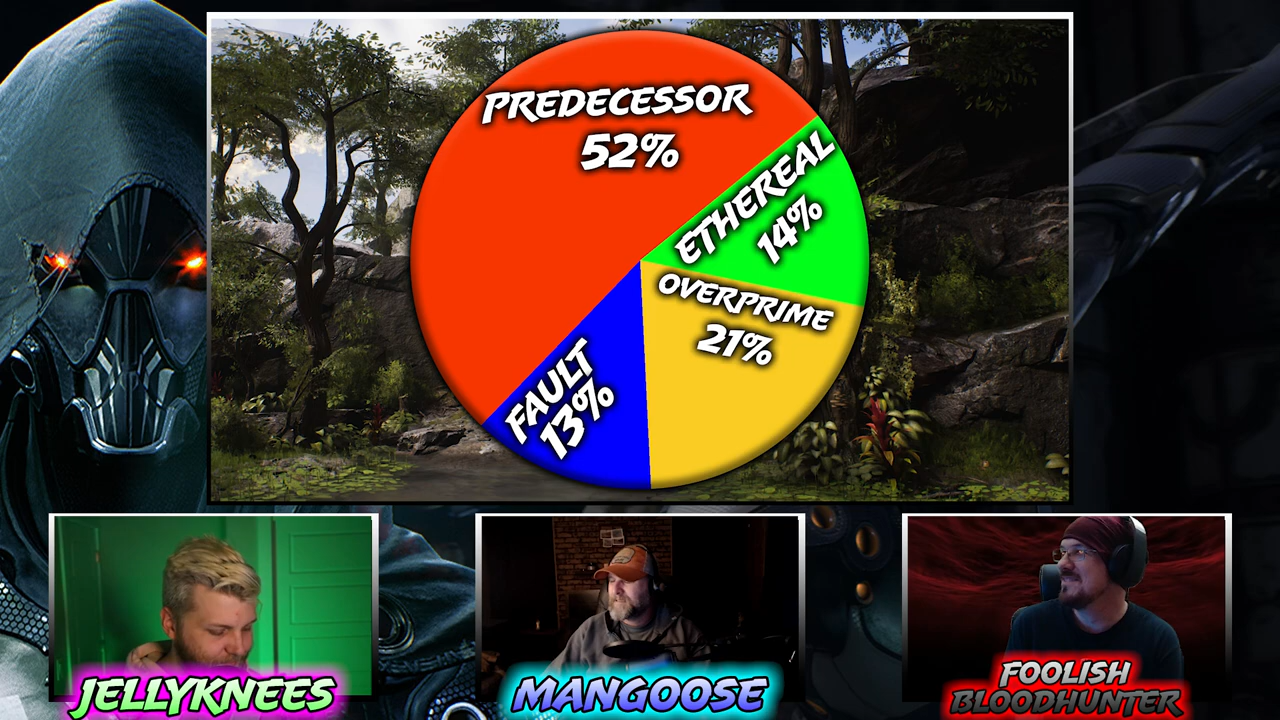 PREDECESSOR
52%
ETHEREAL
14%
OVERPRIME
21%
FAULT
13%
JELLYKNEES
MANGOOSE
FOOLISH
BLOODHUNTER